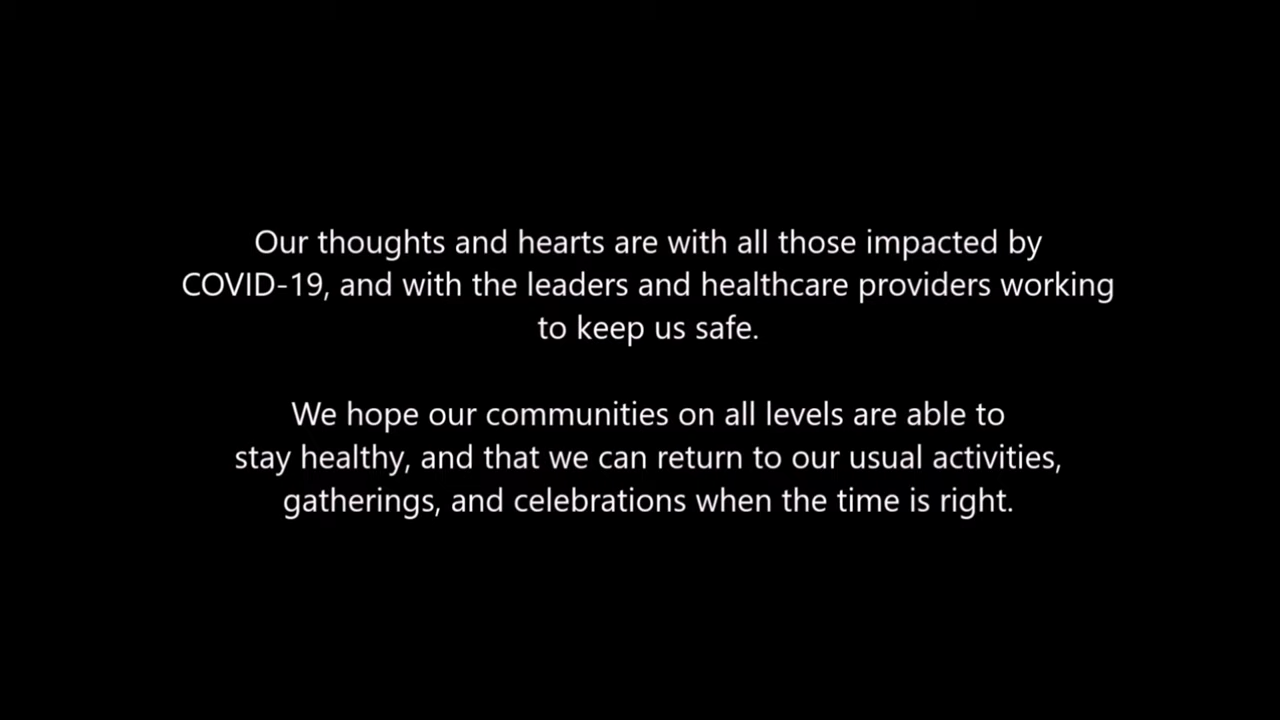 Our thoughts and hearts are with all those impacted by
COVID-19, and with the leaders and healthcare providers working
to keep us safe.
We hope our communities on all levels are able to
stay healthy, and that we can return to our usual activities,
gatherings, and celebrations when the time is right.